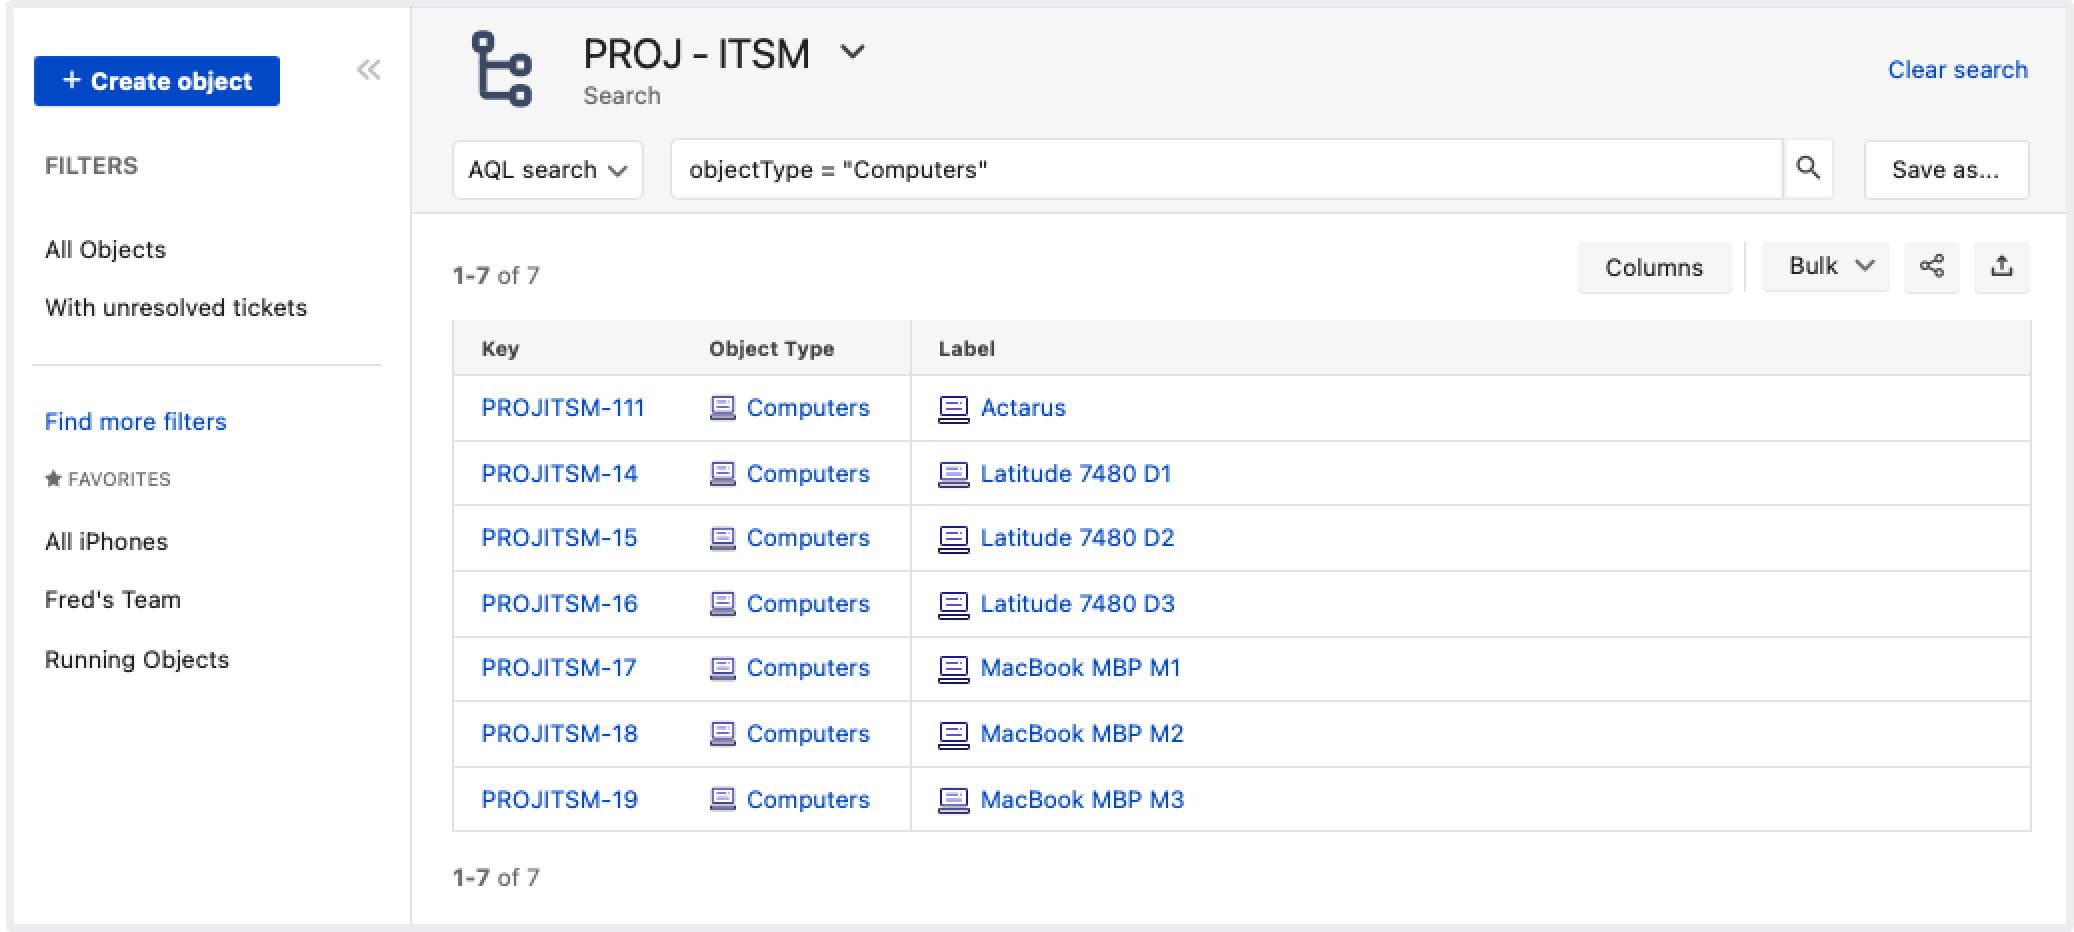 + Create object
FILTERS
All Objects
With unresolved tickets
Find more filters
★ FAVORITES
All iPhones
Fred's Team
Running Objects
PROJ - ITSM
Search
Clear search
AQL search
objectType = "Computers"
Save as...
1-7 of 7
Columns
Bulk
Key Object Type Label
PROJITSM-111 Computers Actarus
PROJITSM-14 Computers Latitude 7480 D1
PROJITSM-15 Computers Latitude 7480 D2
PROJITSM-16 Computers Latitude 7480 D3
PROJITSM-17 Computers MacBook MBP M1
PROJITSM-18 Computers MacBook MBP M2
PROJITSM-19 Computers MacBook MBP M3
1-7 of 7